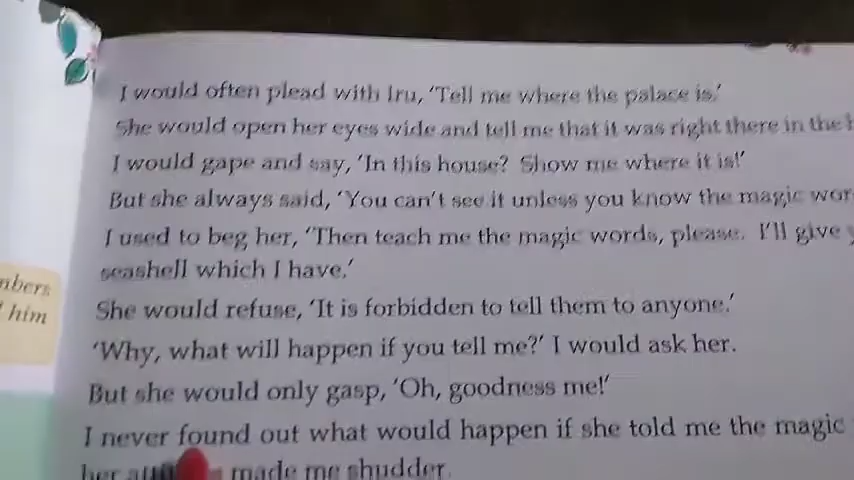 I would often plead with Iru, 'Tell me where the palace is.'
She would open her eyes wide and tell me that it was right there in the
I would gape and say, 'In this house? Show me where it is!'
But she always said, 'You can't see it unless you know the magic
I used to beg her, 'Then teach me the magic words, please. I'll give
seashell which I have.'
She would refuse, 'It is forbidden to tell them to anyone.'
'Why, what will happen if you tell me?' I would ask her.
But she would only gasp, 'Oh, goodness me!'
I never found out what would happen if she told me the magic
her made me shudder.
him